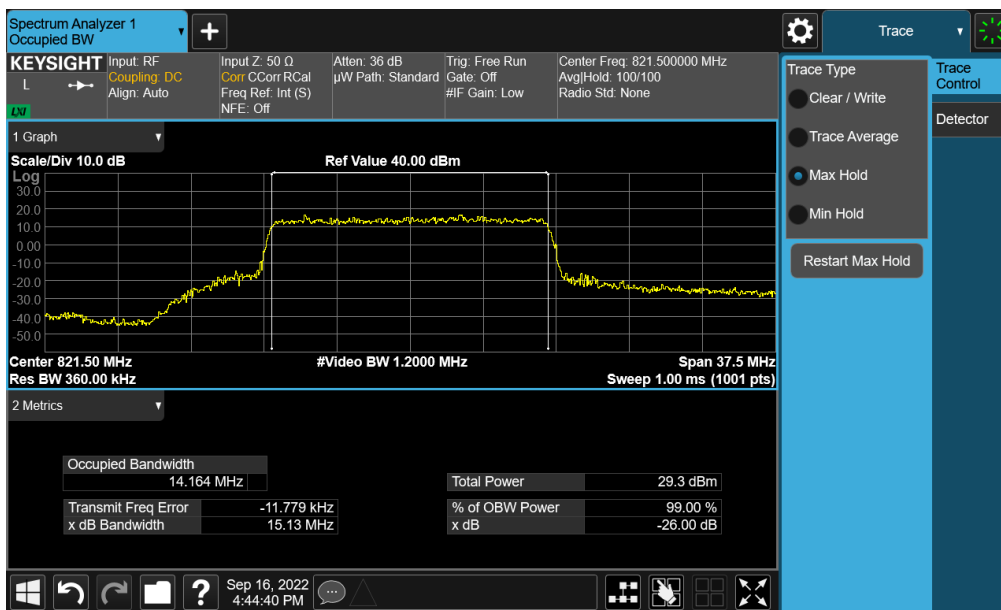 Spectrum Analyzer 1
Occupied BW
Trace
KEYSIGHT
L
LXI
Input: RF
Coupling: DC
Align: Auto
Input Z: 50 Ω
Corr CCorr RCal
Freq Ref: Int (S)
NFE: Off
Atten: 36 dB
µW Path: Standard
Trig: Free Run
Gate: Off
#IF Gain: Low
Center Freq: 821.500000 MHz
Avg|Hold: 100/100
Radio Std: None
1 Graph
Scale/Div 10.0 dB
Ref Value 40.00 dBm
Log
30.0
20.0
10.0
0.00
-10.0
-20.0
-30.0
-40.0
-50.0
Center 821.50 MHz
#Video BW 1.2000 MHz
Span 37.5 MHz
Res BW 360.00 kHz
Sweep 1.00 ms (1001 pts)
2 Metrics
Occupied Bandwidth
14.164 MHz
Total Power 29.3 dBm
Transmit Freq Error -11.779 kHz
% of OBW Power 99.00 %
x dB Bandwidth 15.13 MHz
x dB -26.00 dB
Trace Type
Clear / Write
Trace Average
Max Hold
Min Hold
Restart Max Hold
Trace
Control
Detector
?
Sep 16, 2022
4:44:40 PM